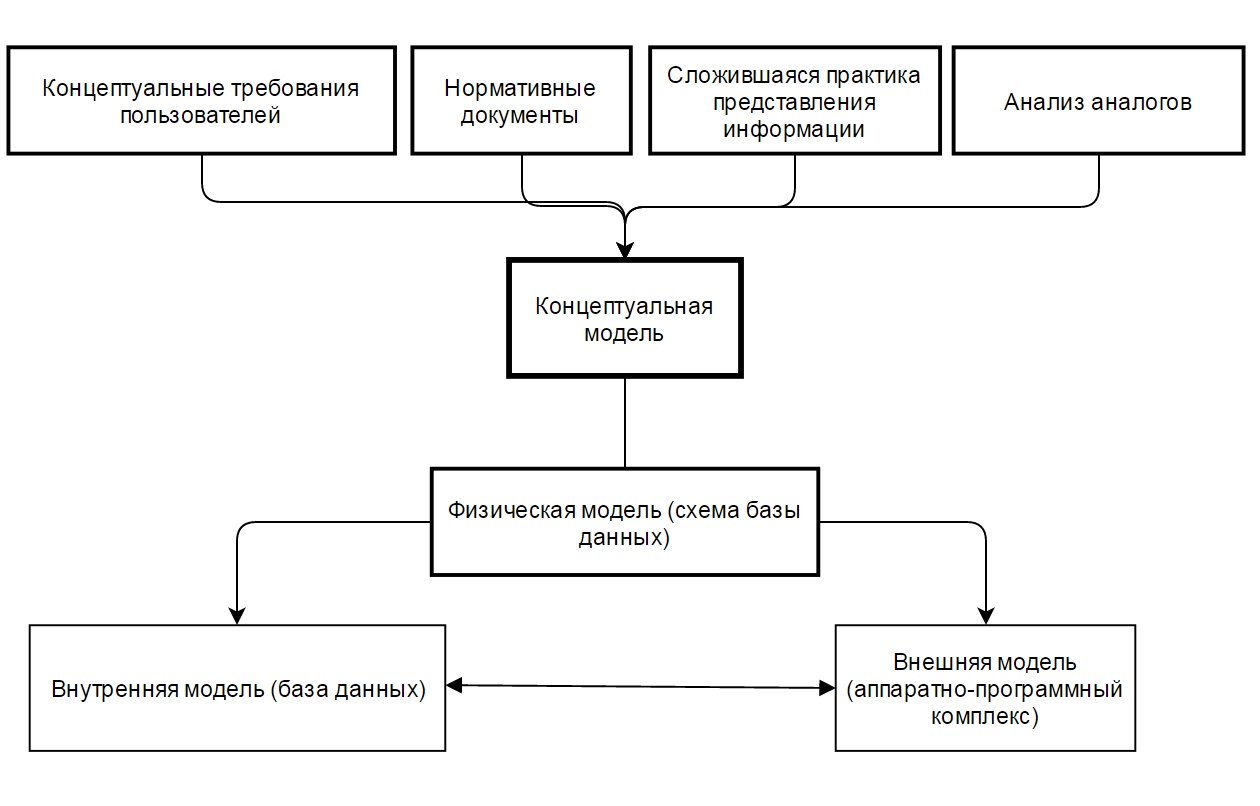 Концептуальные требования
пользователей
Нормативные
документы
Сложившаяся практика
представления
информации
Анализ аналогов
Концептуальная
модель
Физическая модель (схема базы
данных)
Внутренняя модель (база данных)
Внешняя модель
(аппаратно-программный
комплекс)